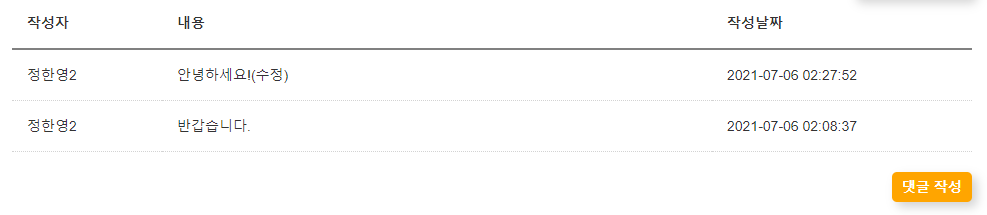 작성자 내용 작성날짜
정한영2 안녕하세요!(수정) 2021-07-06 02:27:52
정한영2 반갑습니다. 2021-07-06 02:08:37
댓글 작성